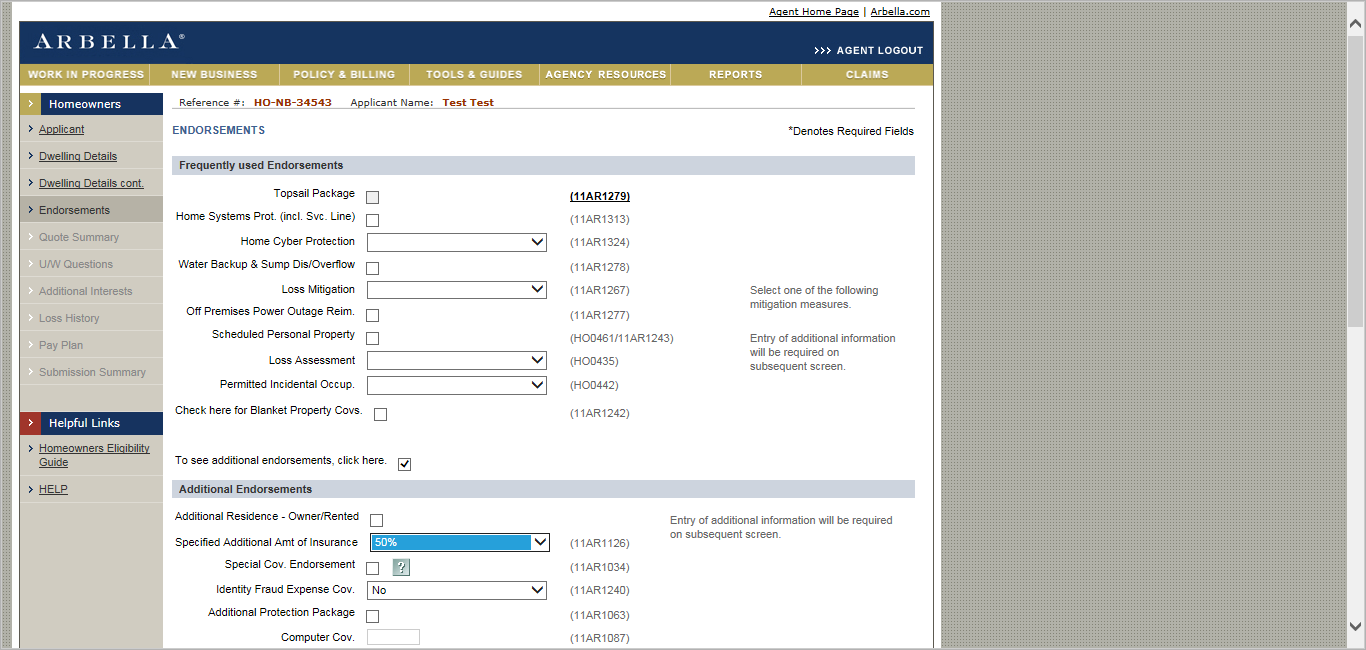 Agent Home Page | Arbella.com
ARBELLA®
>>> AGENT LOGOUT
WORK IN PROGRESS NEW BUSINESS POLICY & BILLING TOOLS & GUIDES AGENCY RESOURCES REPORTS CLAIMS
Homeowners
Applicant
Dwelling Details
Dwelling Details cont.
Endorsements
Quote Summary
U/W Questions
Additional Interests
Loss History
Pay Plan
Submission Summary
Helpful Links
Homeowners Eligibility
Guide
HELP
Reference #: HO-NB-34543 Applicant Name: Test Test
ENDORSEMENTS
*Denotes Required Fields
Frequently used Endorsements
Topsail Package (11AR1279)
Home Systems Prot. (incl. Svc. Line) (11AR1313)
Home Cyber Protection (11AR1324)
Water Backup & Sump Dis/Overflow (11AR1278)
Loss Mitigation (11AR1267) Select one of the following
mitigation measures.
Off Premises Power Outage Reim. (11AR1277)
Scheduled Personal Property (HO0461/11AR1243) Entry of additional information
will be required on
subsequent screen.
Loss Assessment (HO0435)
Permitted Incidental Occup. (HO0442)
Check here for Blanket Property Covs. (11AR1242)
To see additional endorsements, click here.
Additional Endorsements
Additional Residence - Owner/Rented Entry of additional information will be required
on subsequent screen.
Specified Additional Amt of Insurance 50% (11AR1126)
Special Cov. Endorsement ? (11AR1034)
Identity Fraud Expense Cov. No (11AR1240)
Additional Protection Package (11AR1063)
Computer Cov. (11AR1087)